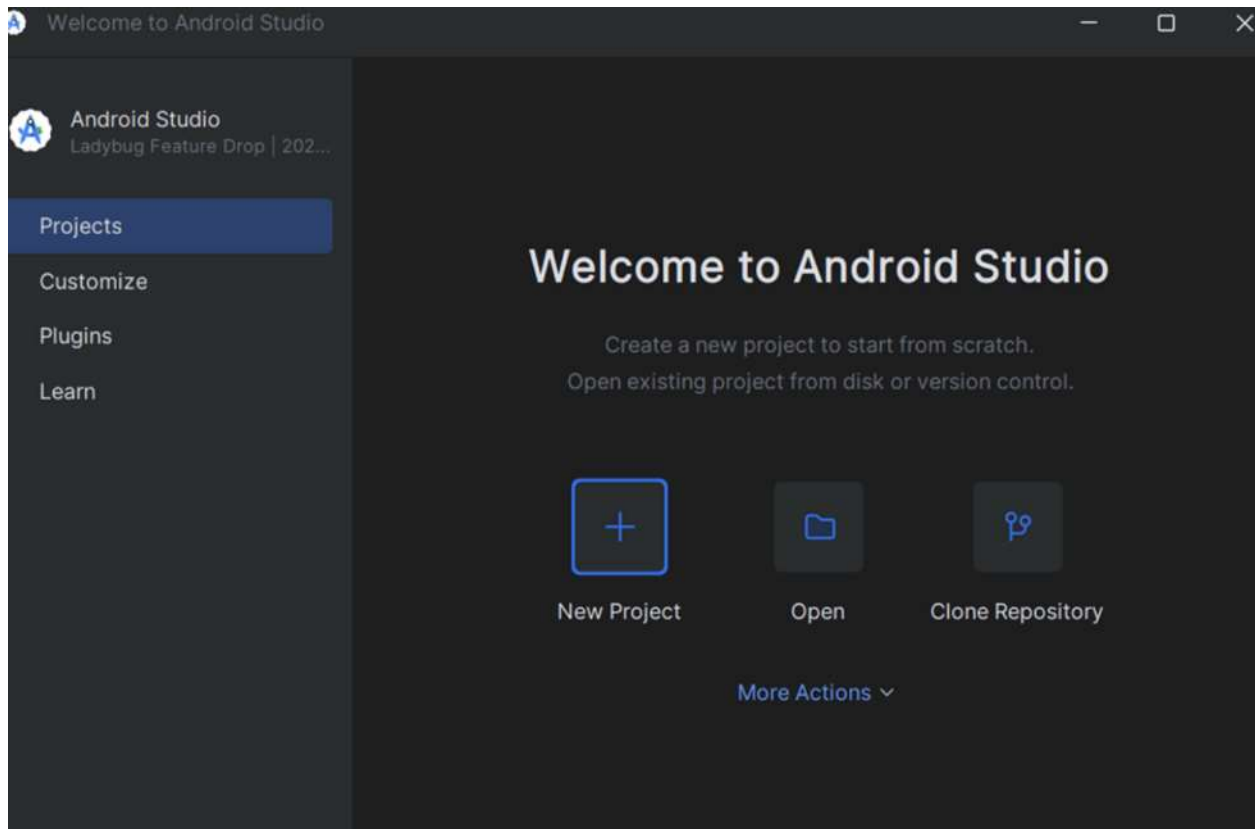 Welcome to Android Studio
Android Studio
Ladybug Feature Drop | 202...
Projects
Customize
Plugins
Learn
Welcome to Android Studio
Create a new project to start from scratch.
Open existing project from disk or version control.
New Project
Open
Clone Repository
More Actions